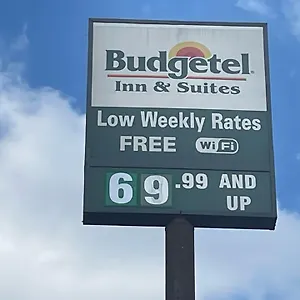 Budgetel®
Inn & Suites
Low Weekly Rates
FREE WiFi
69.99 AND UP